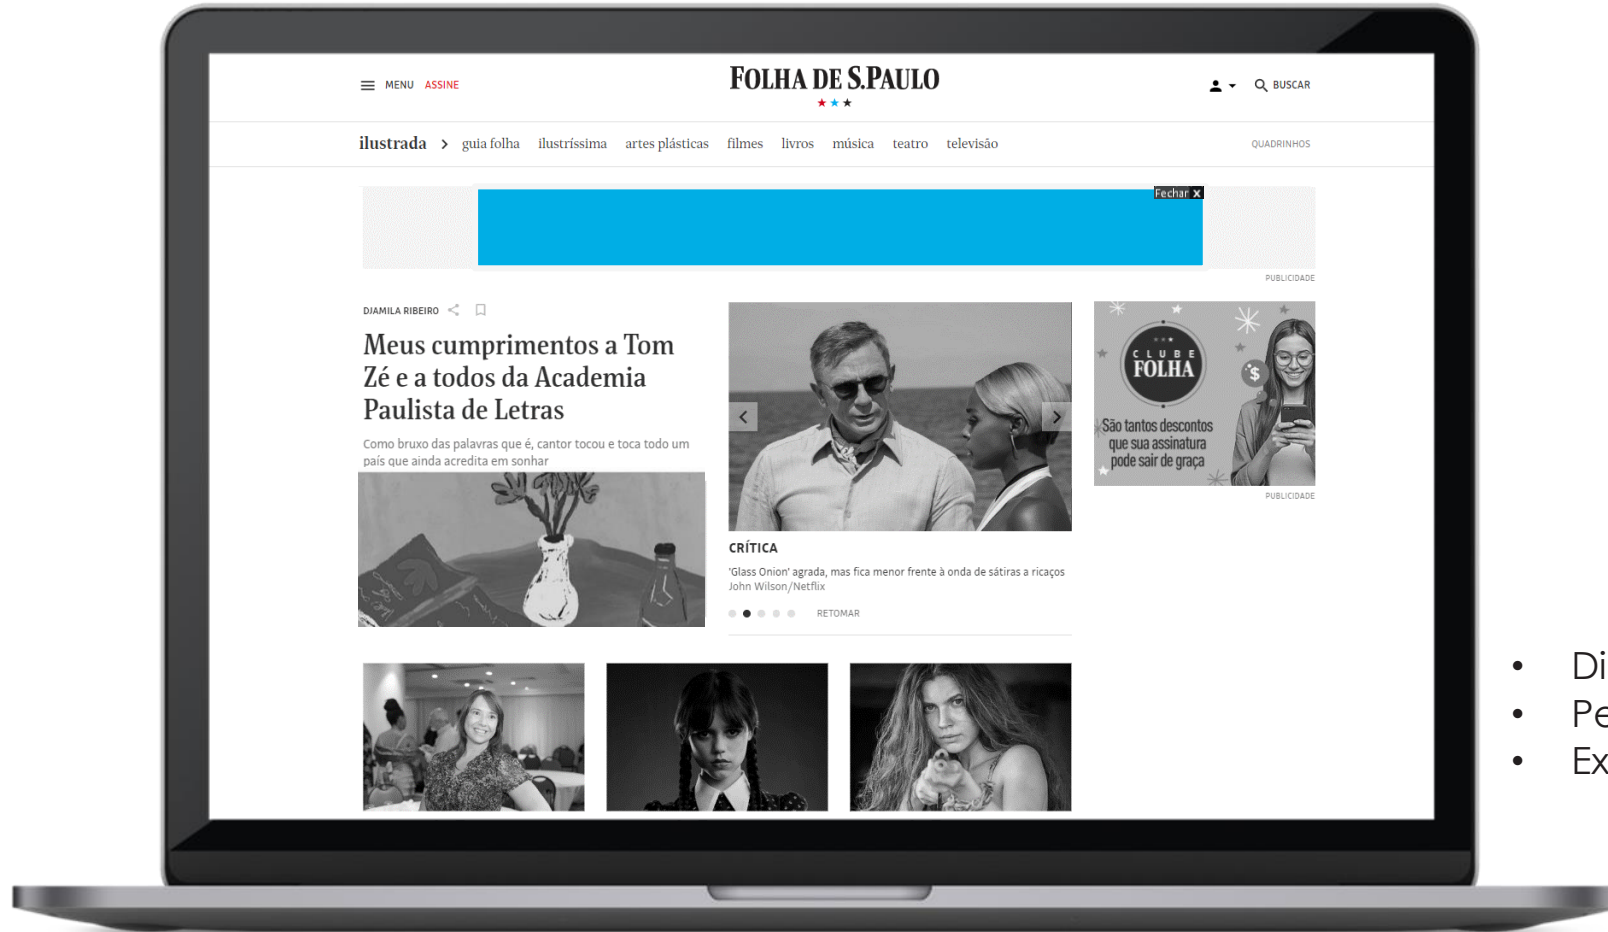 MENU ASSINE
FOLHA DE S.PAULO
BUSCAR
ilustrada > guia folha ilustríssima artes plásticas filmes livros música teatro televisão
QUADRINHOS
Fechar x
PUBLICIDADE
DJAMILA RIBEIRO
Meus cumprimentos a Tom
Zé e a todos da Academia
Paulista de Letras
Como bruxo das palavras que é, cantor tocou e toca todo um
país que ainda acredita em sonhar
CRÍTICA
'Glass Onion' agrada, mas fica menor frente à onda de sátiras a ricaços
John Wilson/Netflix
RETOMAR
CLUBE
FOLHA
$
São tantos descontos
que sua assinatura
pode sair de graça
PUBLICIDADE
• Di
• Pe
• Ex